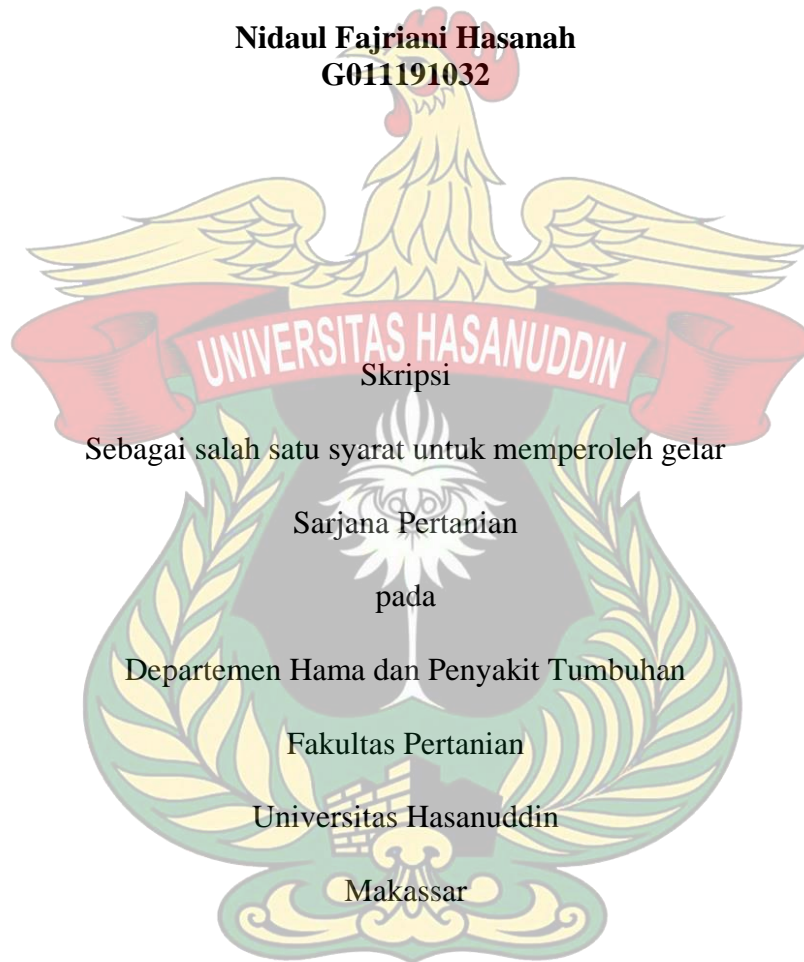 Nidaul Fajriani Hasanah
G011191032
UNIVERSITAS HASANUDDIN
Skripsi
Sebagai salah satu syarat untuk memperoleh gelar
Sarjana Pertanian
pada
Departemen Hama dan Penyakit Tumbuhan
Fakultas Pertanian
Universitas Hasanuddin
Makassar